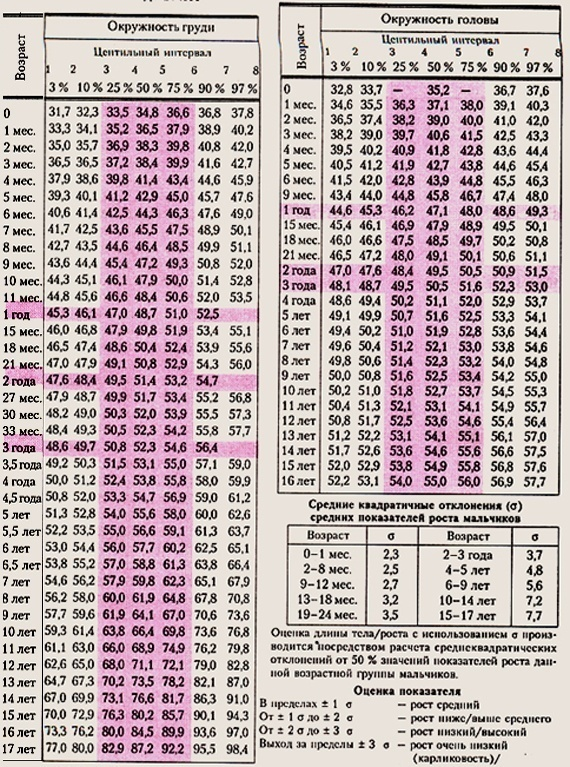 Возраст
Окружность груди
Центильный интервал
1 2 3 4 5 6 7 8
3 % 10 % 25 % 50 % 75 % 90 % 97 %
0 31,7 32,3 33,5 34,8 36,6 36,8 37,8
1 мес. 33,3 34,1 35,2 36,5 37,9 38,9 40,2
2 мес. 35,0 35,7 36,9 38,3 39,8 40,8 42,0
3 мес. 36,5 36,5 37,2 38,4 39,9 41,6 42,7
4 мес. 37,9 38,6 39,8 41,4 43,4 44,6 45,9
5 мес. 39,3 40,1 41,2 42,9 45,0 45,7 47,6
6 мес. 40,6 41,4 42,5 44,3 46,3 47,6 49,0
7 мес. 41,7 42,5 43,6 45,5 47,5 48,9 50,1
8 мес. 42,7 43,5 44,6 46,4 48,5 49,9 51,1
9 мес. 43,6 44,4 45,4 47,2 49,3 50,8 52,0
10 мес. 44,3 45,1 46,1 47,9 50,0 51,4 52,8
11 мес. 44,8 45,6 46,6 48,4 50,6 52,0 53,5
1 год 45,3 46,1 47,0 48,7 51,0 52,5
15 мес. 46,0 46,8 47,9 49,8 51,9 53,4 55,1
18 мес. 46,5 47,4 48,6 50,4 52,4 53,9 55,6
21 мес. 47,0 47,9 49,1 50,8 52,9 54,3 56,0
2 года 47,6 48,4 49,5 51,4 53,2 54,7
27 мес. 47,9 48,7 49,9 51,7 53,4 55,2 56,8
30 мес. 48,2 49,0 50,3 52,0 53,9 55,5 57,3
33 мес. 48,4 49,3 50,5 52,3 54,2 55,8 57,7
3 года 48,6 49,7 50,8 52,3 54,6 56,4
3,5 года 49,2 50,3 51,5 53,1 55,0 57,1 59,0
4 года 50,0 51,2 52,4 53,8 55,8 58,0 59,9
4,5 года 50,8 52,0 53,3 54,7 56,9 59,0 61,2
5 лет 51,3 52,8 54,0 55,6 58,0 60,0 62,6
5,5 лет 52,2 53,5 55,0 56,6 59,1 61,3 63,7
6 лет 53,0 54,4 56,0 57,7 60,2 62,5 65,1
6,5 лет 53,8 55,2 57,0 58,8 61,3 63,8 66,4
7 лет 54,6 56,2 57,9 59,8 62,3 65,1 67,9
8 лет 56,2 58,0 60,0 61,9 64,8 67,8 70,8
9 лет 57,7 59,6 61,9 64,1 67,0 70,6 73,6
10 лет 59,3 61,4 63,8 66,4 69,8 73,6 76,8
11 лет 61,1 63,0 66,0 68,9 74,9 76,2 79,8
12 лет 62,6 65,0 68,0 71,1 72,1 79,0 82,8
13 лет 64,7 67,3 70,2 73,5 78,2 82,1 87,0
14 лет 67,0 69,9 73,1 76,6 81,7 86,3 91,0
15 лет 70,0 72,9 76,3 80,2 85,7 90,1 94,3
16 лет 73,3 76,2 80,0 84,5 89,9 93,6 97,0
17 лет 77,0 80,0 82,9 87,2 92,2 95,5 98,4
Возраст
Окружность головы
Центильный интервал
1 2 3 4 5 6 7 8
3 % 10 % 25 % 50 % 75 % 90 % 97 %
0 32,8 33,7 – 35,2 – 36,7 37,6
1 мес. 34,6 35,5 36,3 37,1 38,0 39,1 40,3
2 мес. 36,5 37,4 38,2 39,0 40,0 41,0 42,0
3 мес. 38,2 39,0 39,7 40,6 41,5 42,5 43,3
4 мес. 39,5 40,2 40,9 41,8 42,8 43,6 44,4
5 мес. 40,5 41,2 41,9 42,7 43,8 44,6 45,4
6 мес. 41,5 42,0 42,8 43,9 44,8 45,5 46,3
9 мес. 43,4 44,0 44,8 45,8 46,7 47,4 48,0
1 год 44,6 45,3 46,2 47,1 48,0 48,6 49,3
15 мес. 45,4 46,1 46,9 47,9 48,9 49,5 50,1
18 мес. 46,0 46,6 47,5 48,5 49,7 50,2 50,8
21 мес. 46,5 47,2 48,0 49,1 50,1 50,6 51,1
2 года 47,0 47,6 48,4 49,5 50,5 50,9 51,5
3 года 48,1 48,7 49,5 50,5 51,6 52,3 53,0
4 года 48,6 49,4 50,2 51,1 52,0 52,9 53,7
5 лет 49,1 49,9 50,7 51,6 52,5 53,3 54,1
6 лет 49,4 50,2 51,0 51,9 52,8 53,6 54,4
7 лет 49,6 50,4 51,2 52,1 53,0 53,8 54,6
8 лет 49,8 50,6 51,4 52,3 53,2 54,0 54,8
9 лет 50,0 50,8 51,6 52,5 53,4 54,2 55,0
10 лет 50,2 51,0 51,8 52,7 53,7 54,5 55,3
11 лет 50,4 51,3 52,1 53,1 54,1 54,9 55,7
12 лет 50,8 51,7 52,5 53,6 54,6 55,4 57,0
13 лет 51,2 52,2 53,1 54,1 55,1 56,1 57,0
14 лет 51,7 52,6 53,6 54,6 55,6 56,6 57,5
15 лет 52,0 52,9 53,8 54,9 55,8 56,8 57,6
16 лет 52,2 53,1 54,0 55,0 56,0 56,9 57,7
Средние квадратичные отклонения (σ)
средних показателей роста мальчиков
Возраст σ Возраст σ
0–1 мес. 2,3 2–3 года 3,7
2–8 мес. 2,5 4–5 лет 4,8
9–12 мес. 2,7 6–9 лет 5,6
13–18 мес. 3,2 10–14 лет 7,2
19–24 мес. 3,5 15–17 лет 7,7
Оценка длины тела/роста с использованием σ произ-
водится посредством расчета среднеквадратических
отклонений от 50 % значений показателей роста дан-
ной возрастной группы мальчиков.
Оценка показателя
В пределах ± 1 σ – рост средний
От ± 1 σ до ± 2 σ – рост ниже/выше среднего
От ± 2 σ до ± 3 σ – рост низкий/высокий
Выход за пределы ± 3 σ – рост очень низкий
(карликовость)/